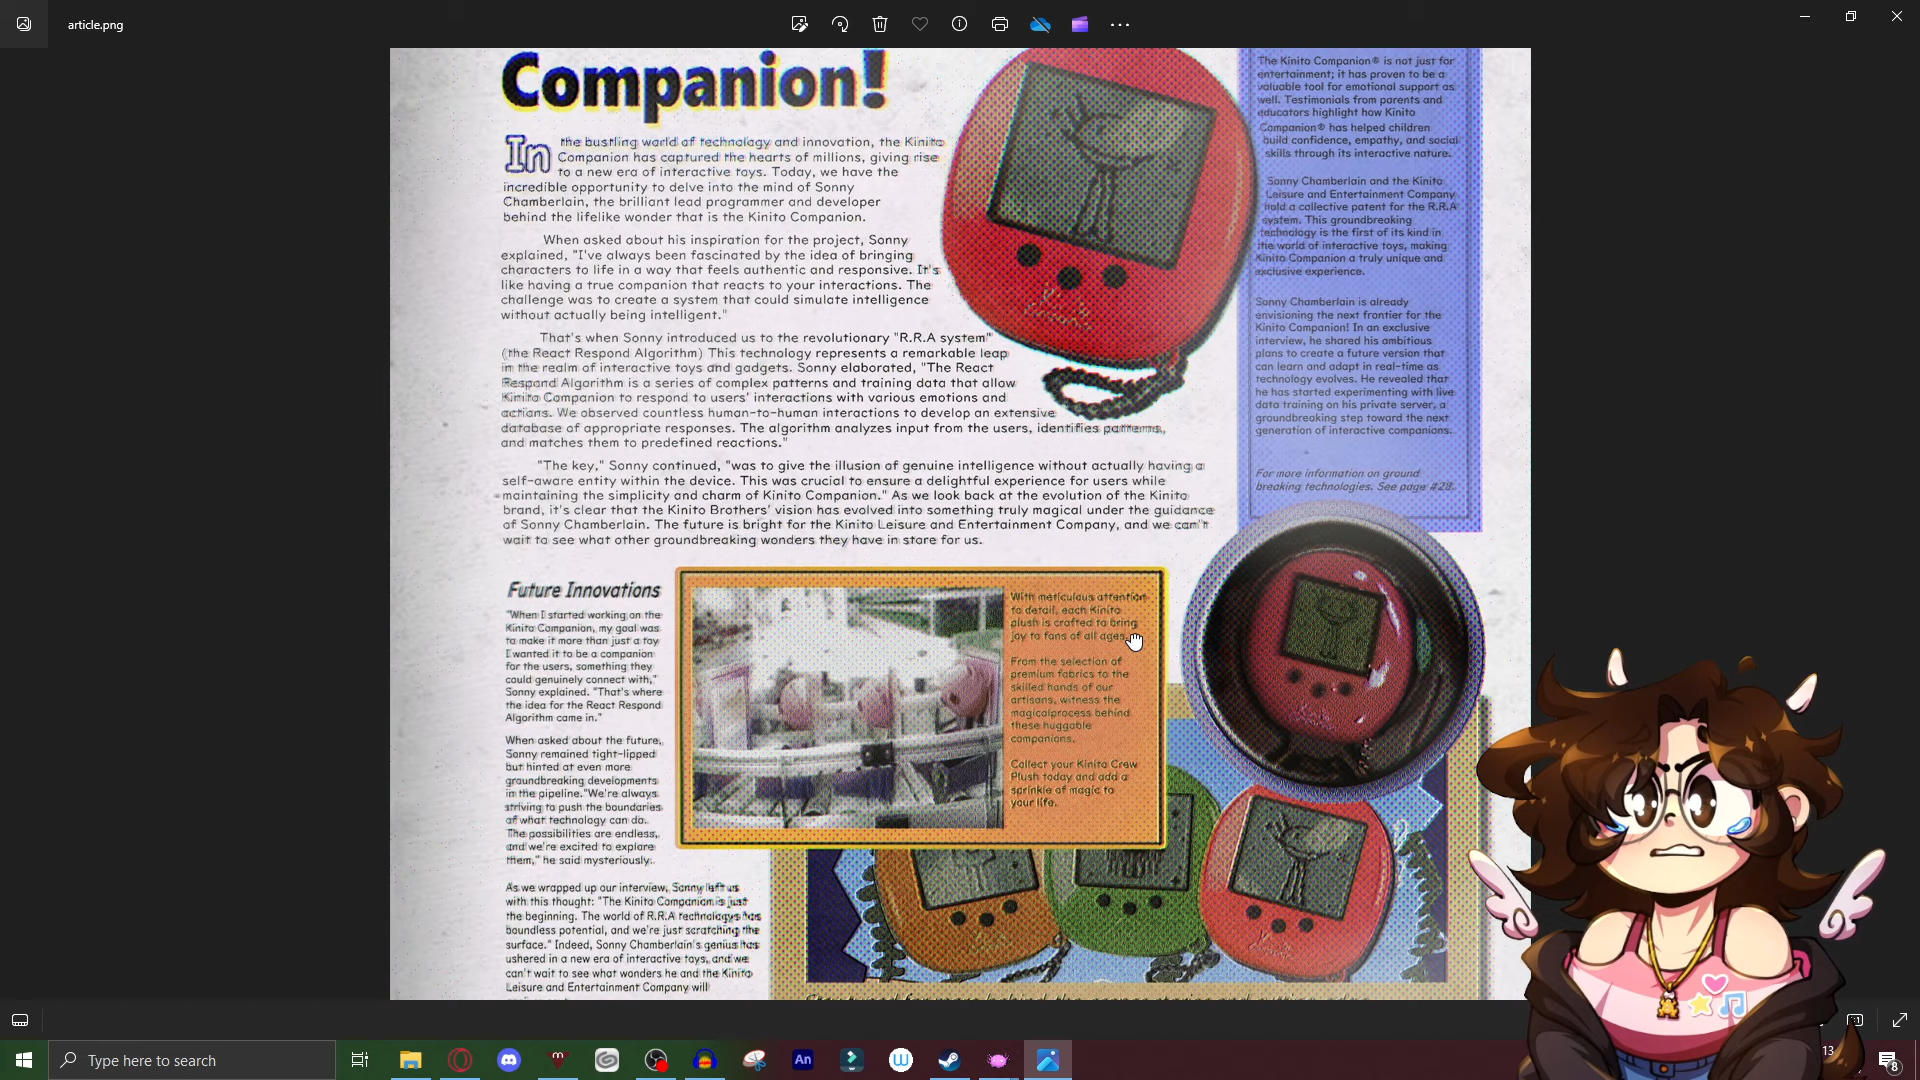 article.png
Companion!
In the bustling world of technology and innovation, the Kinito
Companion has captured the hearts of millions, giving rise
to a new era of interactive toys. Today, we have the
incredible opportunity to delve into the mind of Sonny
Chamberlain, the brilliant lead programmer and developer
behind the lifelike wonder that is the Kinito Companion.
When asked about his inspiration for the project, Sonny
explained, "I've always been fascinated by the idea of bringing
characters to life in a way that feels authentic and responsive. It's
like having a true companion that reacts to your interactions. The
challenge was to create a system that could simulate intelligence
without actually being intelligent."
That's when Sonny introduced us to the revolutionary "R.R.A system"
(the React Respond Algorithm) This technology represents a remarkable leap
in the realm of interactive toys and gadgets. Sonny elaborated, "The React
Respond Algorithm is a series of complex patterns and training data that allow
Kinito Companion to respond to users' interactions with various emotions and
actions. We observed countless human-to-human interactions to develop an extensive
database of appropriate responses. The algorithm analyzes input from the users, identifies patterns,
and matches them to predefined reactions."
"The key," Sonny continued, "was to give the illusion of genuine intelligence without actually having a
self-aware entity within the device. This was crucial to ensure a delightful experience for users while
maintaining the simplicity and charm of Kinito Companion." As we look back at the evolution of the Kinito
brand, it's clear that the Kinito Brothers' vision has evolved into something truly magical under the guidance
of Sonny Chamberlain. The future is bright for the Kinito Leisure and Entertainment Company, and we can't
wait to see what other groundbreaking wonders they have in store for us.
The Kinito Companion® is not just for
entertainment; it has proven to be a
valuable tool for emotional support as
well. Testimonials from parents and
educators highlight how Kinito
Companion® has helped children
build confidence, empathy, and social
skills through its interactive nature.
Sonny Chamberlain and the Kinito
Leisure and Entertainment Company
hold a collective patent for the R.R.A
system. This groundbreaking
technology is the first of its kind in
the world of interactive toys, making
Kinito Companion a truly unique and
exclusive experience.
Sonny Chamberlain is already
envisioning the next frontier for the
Kinito Companion! In an exclusive
interview, he shared his ambitious
plans to create a future version that
can learn and adapt in real-time as
technology evolves. He revealed that
he has started experimenting with live
data training on his private server, a
groundbreaking step toward the next
generation of interactive companions.
For more information on ground
breaking technologies. See page #28.
Future Innovations
"When I started working on the
Kinito Companion, my goal was
to make it more than just a toy
I wanted it to be a companion
for the users, something they
could genuinely connect with,"
Sonny explained. "That's where
the idea for the React Respond
Algorithm came in."
When asked about the future,
Sonny remained tight-lipped
but hinted at even more
groundbreaking developments
in the pipeline."We're always
striving to push the boundaries
of what technology can do.
The possibilities are endless,
and we're excited to explore
them," he said mysteriously.
As we wrapped up our interview, Sonny left us
with this thought: "The Kinito Companion is just
the beginning. The world of R.R.A technology has
boundless potential, and we're just scratching the
surface." Indeed, Sonny Chamberlain's genius has
ushered in a new era of interactive toys, and we
can't wait to see what wonders he and the Kinito
Leisure and Entertainment Company will
With meticulous attention
to detail, each Kinito
plush is crafted to bring
joy to fans of all ages.
From the selection of
premium fabrics to the
skilled hands of our
artisans, witness the
magicalprocess behind
these huggable
companions.
Collect your Kinito Crew
Plush today and add a
sprinkle of magic to
your life.
Type here to search
An
13
8